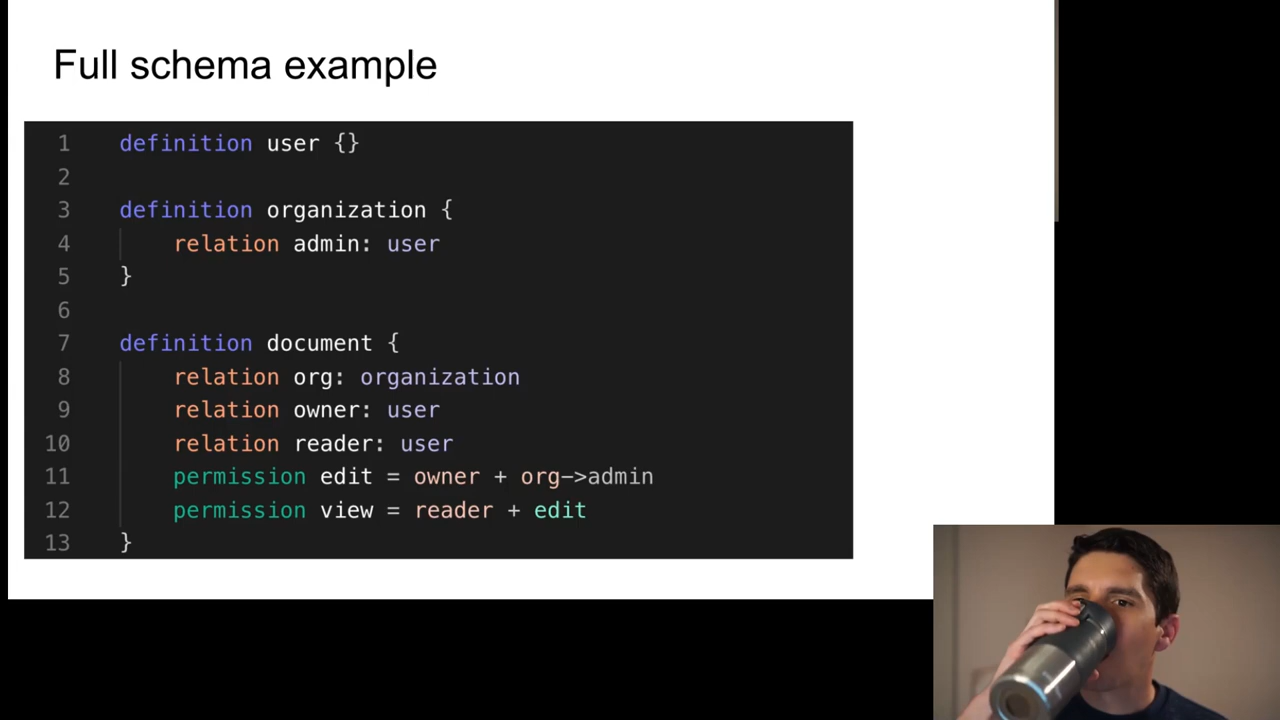 Full schema example
1 definition user {}
2
3 definition organization {
4 relation admin: user
5 }
6
7 definition document {
8 relation org: organization
9 relation owner: user
10 relation reader: user
11 permission edit = owner + org->admin
12 permission view = reader + edit
13 }